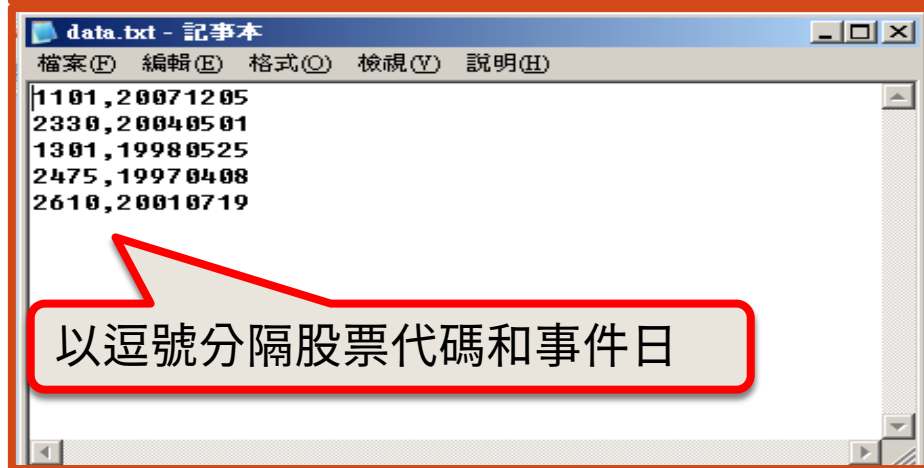 data.txt - 記事本
檔案(F) 編輯(E) 格式(O) 檢視(V) 說明(H)
1101,20071205
2330,20040501
1301,19980525
2475,19970408
2610,20010719
以逗號分隔股票代碼和事件日